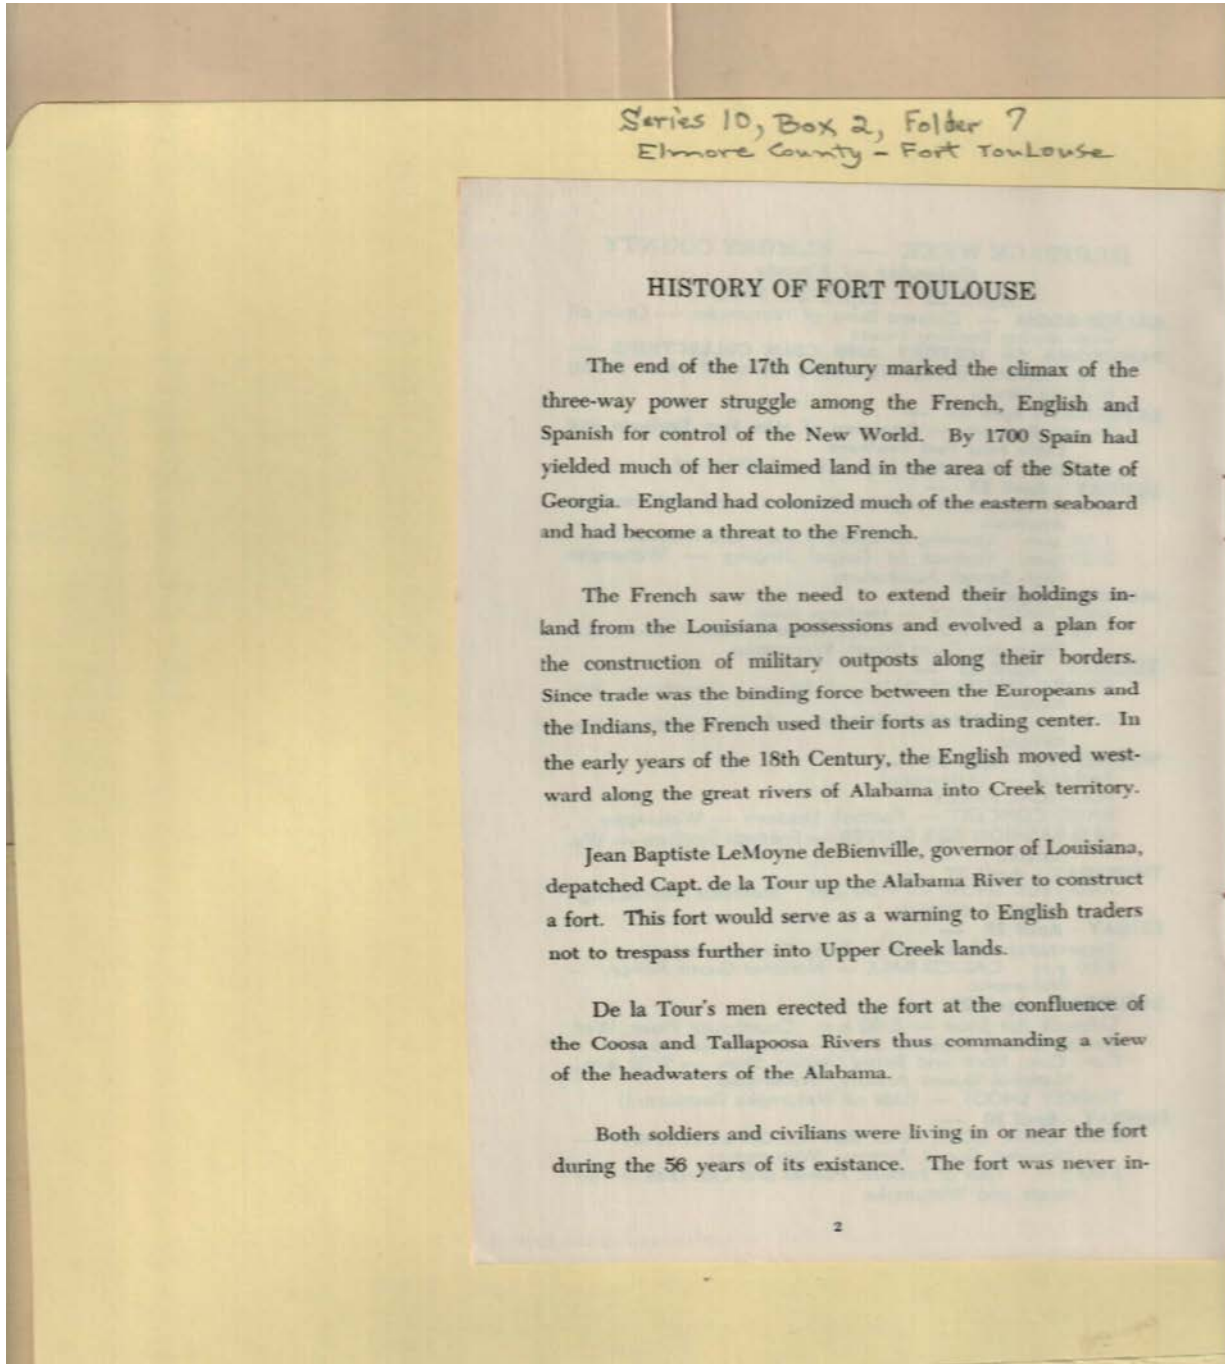 Series 10, Box 2, Folder 7
Elmore County - Fort Toulouse
HISTORY OF FORT TOULOUSE
The end of the 17th Century marked the climax of the
three-way power struggle among the French, English and
Spanish for control of the New World. By 1700 Spain had
yielded much of her claimed land in the area of the State of
Georgia. England had colonized much of the eastern seaboard
and had become a threat to the French.
The French saw the need to extend their holdings in-
land from the Louisiana possessions and evolved a plan for
the construction of military outposts along their borders.
Since trade was the binding force between the Europeans and
the Indians, the French used their forts as trading center. In
the early years of the 18th Century, the English moved west-
ward along the great rivers of Alabama into Creek territory.
Jean Baptiste LeMoyne deBienville, governor of Louisiana,
depatched Capt. de la Tour up the Alabama River to construct
a fort. This fort would serve as a warning to English traders
not to trespass further into Upper Creek lands.
De la Tour's men erected the fort at the confluence of
the Coosa and Tallapoosa Rivers thus commanding a view
of the headwaters of the Alabama.
Both soldiers and civilians were living in or near the fort
during the 56 years of its existance. The fort was never in-
2